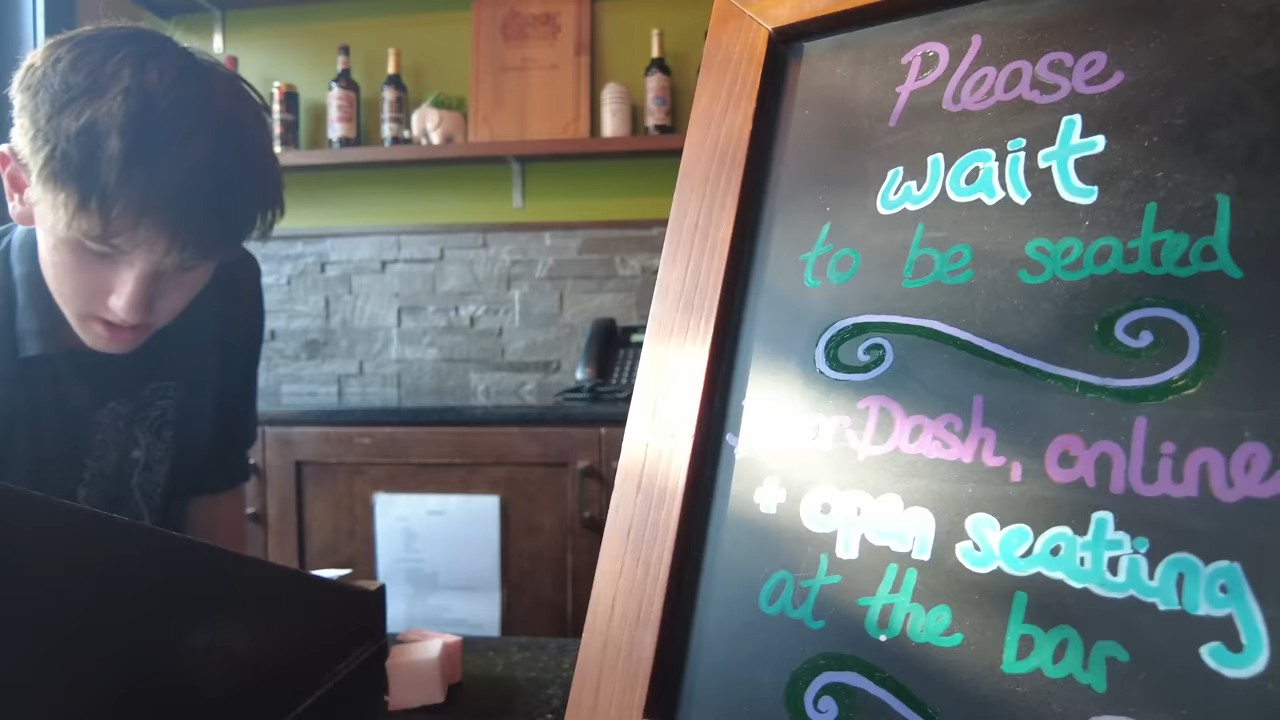 Please
wait
to be seated
Dash, online
+ open seating
at the bar